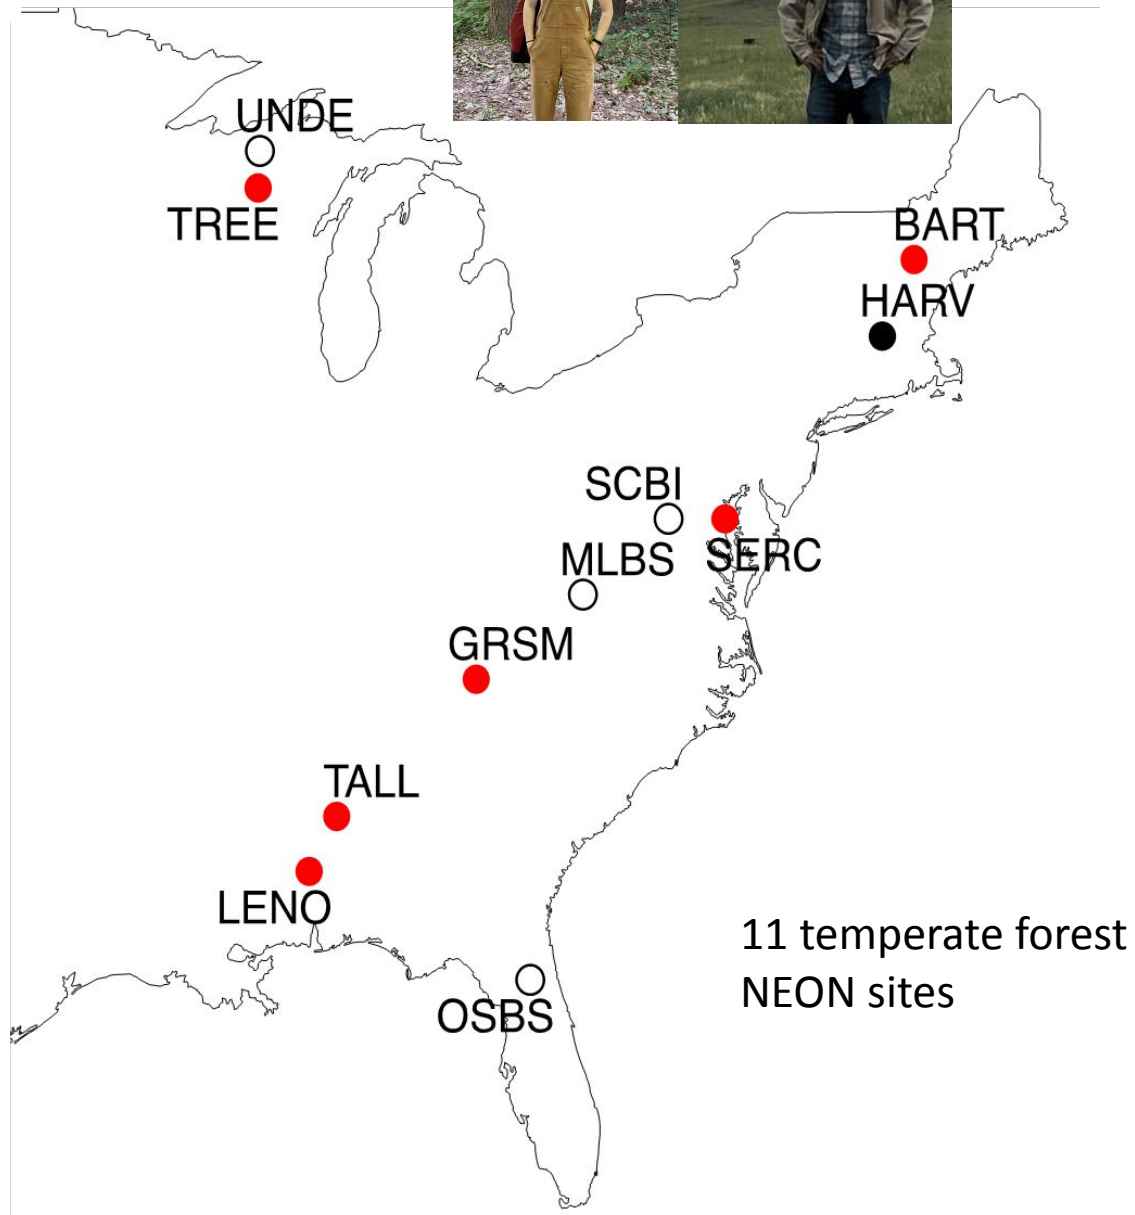 UNDE
TREE
BART
HARV
SCBI
SERC
MLBS
GRSM
TALL
LENO
OSBS
11 temperate forest
NEON sites